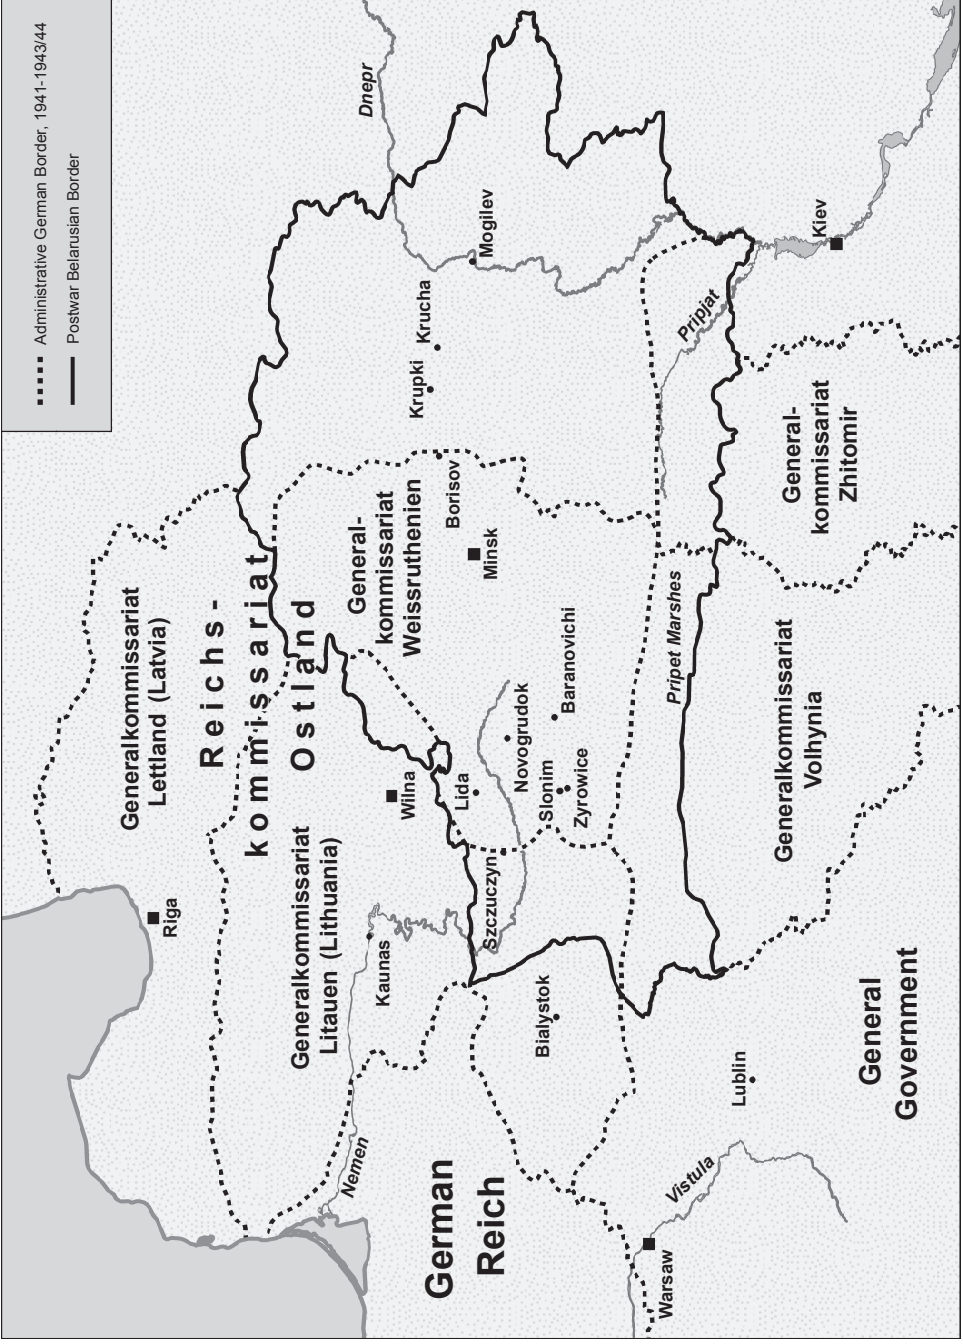 Administrative German Border, 1941-1943/44
Postwar Belarusian Border
Generalkommissariat
Lettland (Latvia)
Riga
Reichs-
kommissariat
Ostland
Generalkommissariat
Litauen (Lithuania)
Kaunas
Wilna
Nemen
German
Reich
General-
kommissariat
Weissruthenien
Dnepr
Krupki
Krucha
Mogilev
Borisov
Minsk
Lida
Szczuczyn
Novogrudok
Slonim
Zyrowice
Baranovichi
Bialystok
Pripet Marshes
Pripjat
Kiev
Warsaw
Vistula
Lublin
General
Government
Generalkommissariat
Volhynia
General-
kommissariat
Zhitomir